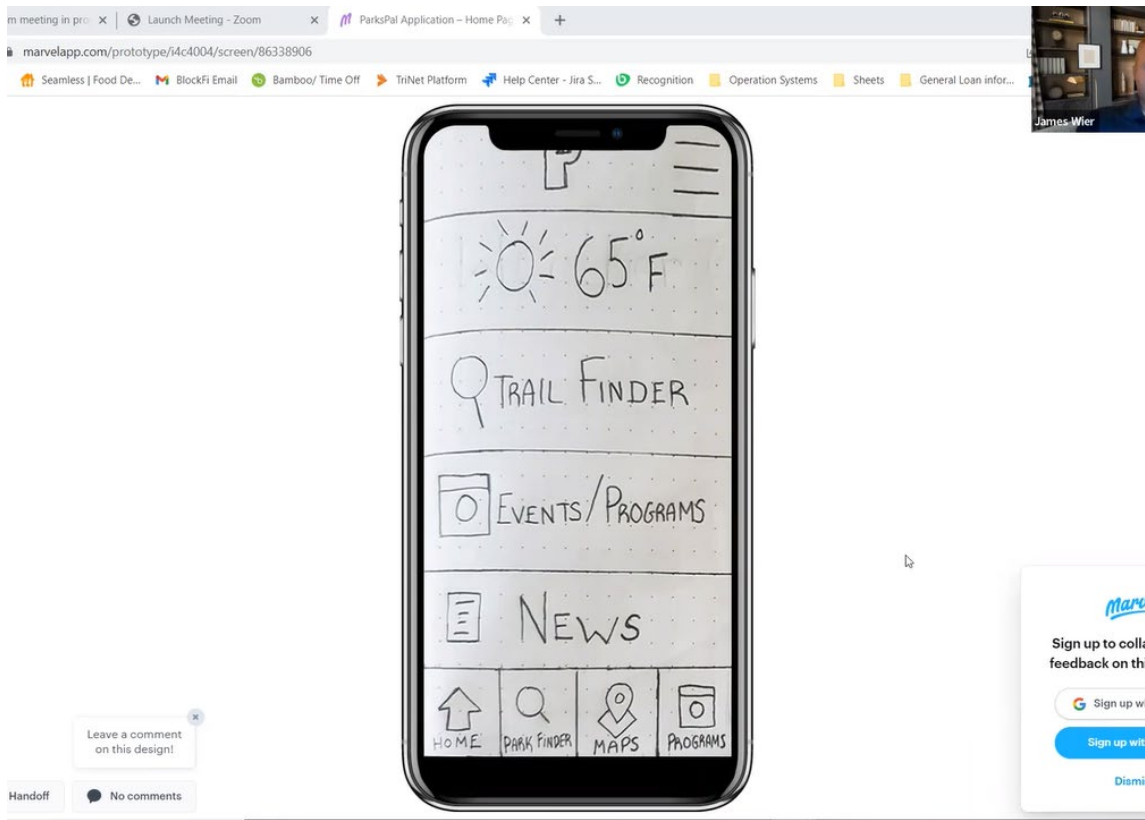 m meeting in pro
Launch Meeting - Zoom
ParksPal Application – Home Pag
marvelapp.com/prototype/i4c4004/screen/86338906
Seamless | Food De...
BlockFi Email
Bamboo/ Time Off
TriNet Platform
Help Center - Jira S...
Recognition
Operation Systems
Sheets
General Loan infor...
James Wier
P
65°F
TRAIL FINDER
EVENTS/PROGRAMS
NEWS
HOME
PARK FINDER
MAPS
PROGRAMS
Leave a comment
on this design!
Handoff
No comments
Marv
Sign up to colla
feedback on thi
Sign up wi
Sign up wit
Dismi